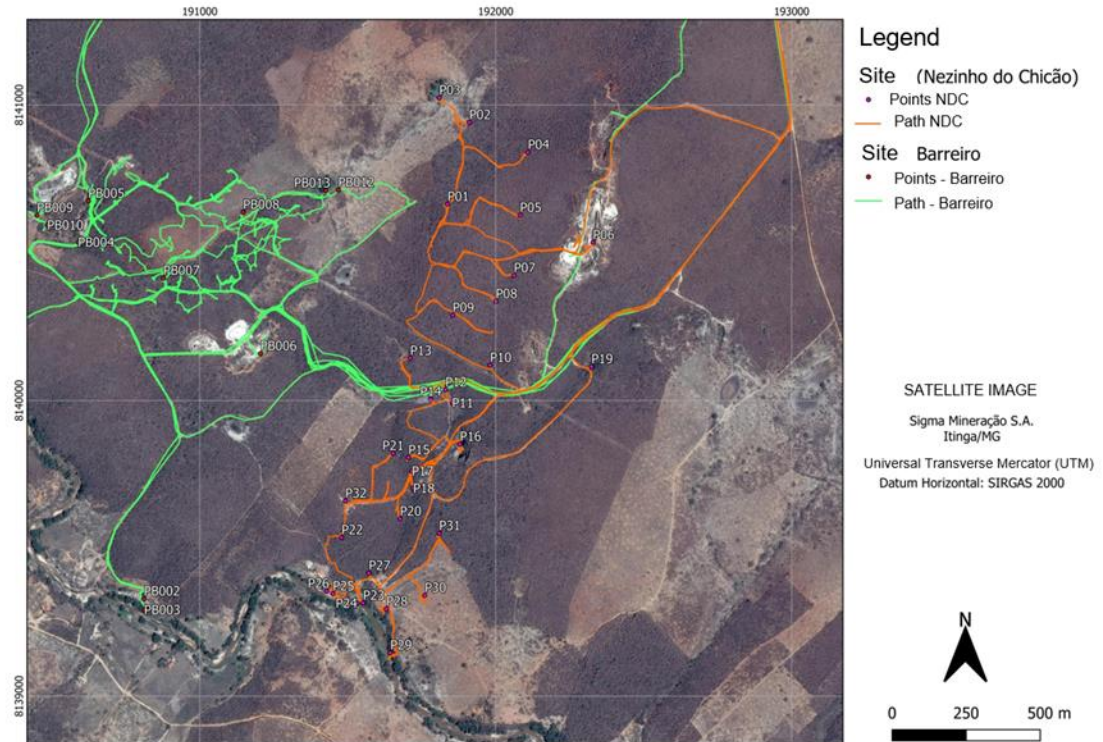 191000
192000
193000
8141000
8140000
8139000
P03
P02
P04
PB013
PB012
PB005
PB008
P01
P05
PB009
PB010
PB004
P06
PB007
P07
P08
P09
PB006
P13
P10
P19
P12
P14
P11
P16
P21
P15
P17
P18
P32
P20
P22
P31
P27
P26
P25
P30
PB002
PB003
P24
P23
P28
P29
Legend
Site (Nezinho do Chicão)
Points NDC
Path NDC
Site Barreiro
Points - Barreiro
Path - Barreiro
SATELLITE IMAGE
Sigma Mineração S.A.
Itinga/MG
Universal Transverse Mercator (UTM)
Datum Horizontal: SIRGAS 2000
N
0 250 500 m